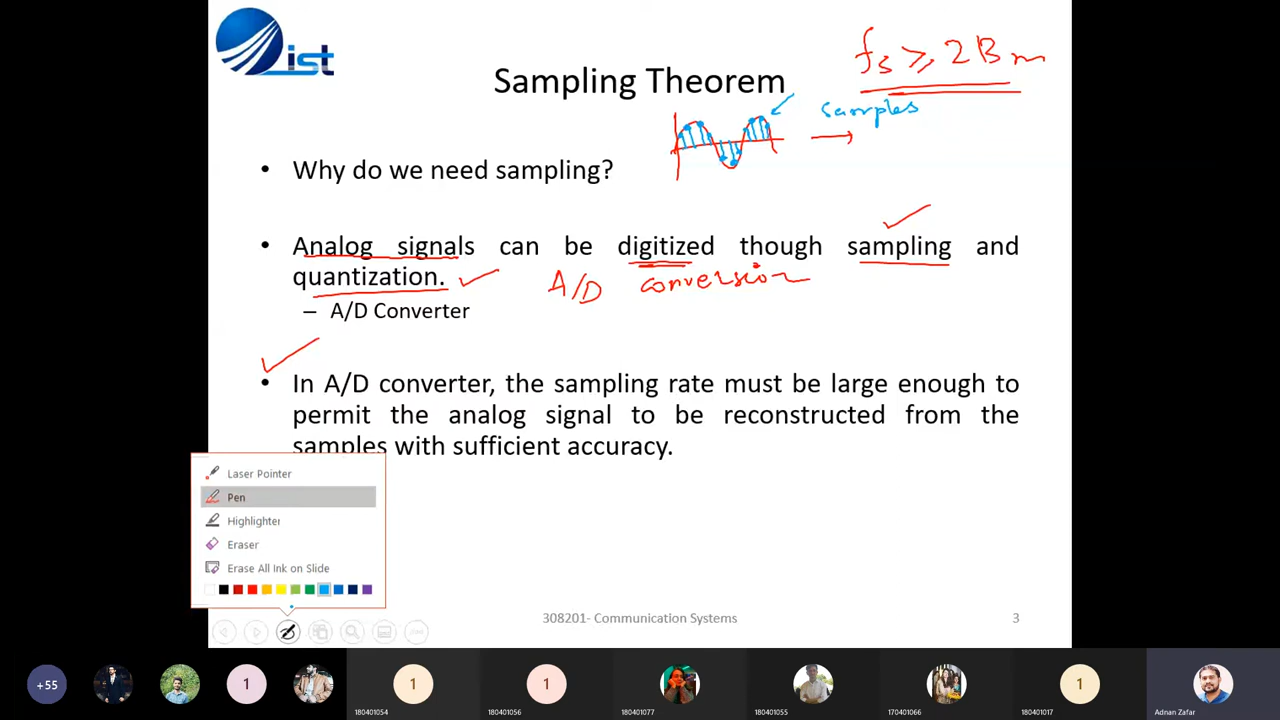 ist
fs ≥ 2Bm
Sampling Theorem
samples
• Why do we need sampling?
• Analog signals can be digitized though sampling and
quantization.
A/D conversion
– A/D Converter
• In A/D converter, the sampling rate must be large enough to
permit the analog signal to be reconstructed from the
samples with sufficient accuracy.
Laser Pointer
Pen
Highlighter
Eraser
Erase All Ink on Slide
308201- Communication Systems
3
+55
1
1
1
1
180401054
180401056
180401077
180401055
170401066
180401017
Adnan Zafar